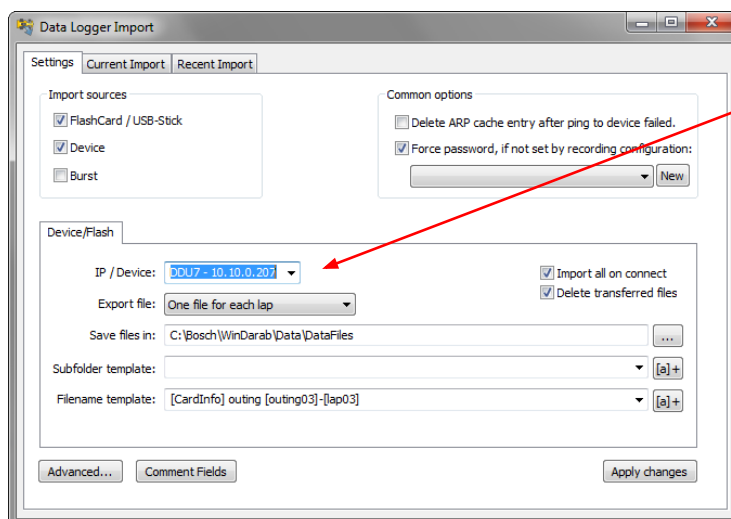 Data Logger Import
Settings Current Import Recent Import
Import sources
FlashCard / USB-Stick
Device
Burst
Common options
Delete ARP cache entry after ping to device failed.
Force password, if not set by recording configuration:
New
Device/Flash
IP / Device: DDU7 - 10.10.0.207
Import all on connect
Export file: One file for each lap
Delete transferred files
Save files in: C:\Bosch\WinDarab\Data\DataFiles ...
Subfolder template: [a]+
Filename template: [CardInfo] outing [outing03]-[lap03] [a]+
Advanced... Comment Fields Apply changes